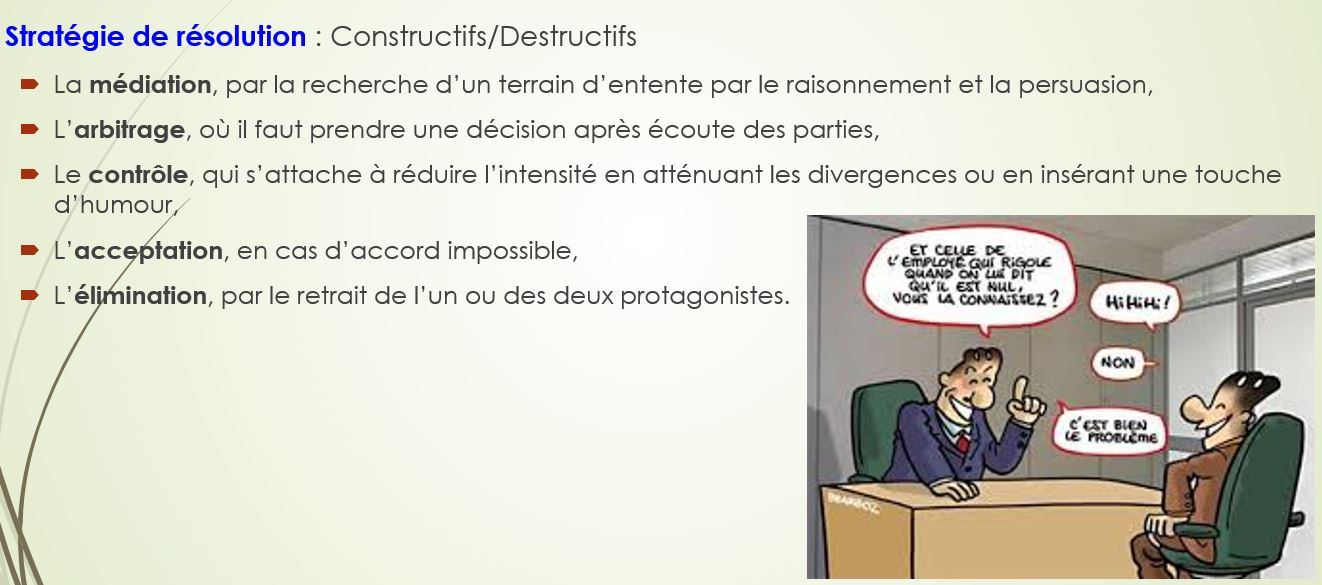 Stratégie de résolution : Constructifs/Destructifs
La médiation, par la recherche d’un terrain d’entente par le raisonnement et la persuasion,
L’arbitrage, où il faut prendre une décision après écoute des parties,
Le contrôle, qui s’attache à réduire l’intensité en atténuant les divergences ou en insérant une touche
d’humour,
L’acceptation, en cas d’accord impossible,
L’élimination, par le retrait de l’un ou des deux protagonistes.
ET CELLE DE
L'EMPLOYÉ QUI RIGOLE
QUAND ON LUI DIT
QU'IL EST NUL,
VOUS LA CONNAISSEZ ?
HiHiHi !
NON
C'EST BIEN
LE PROBLÈME